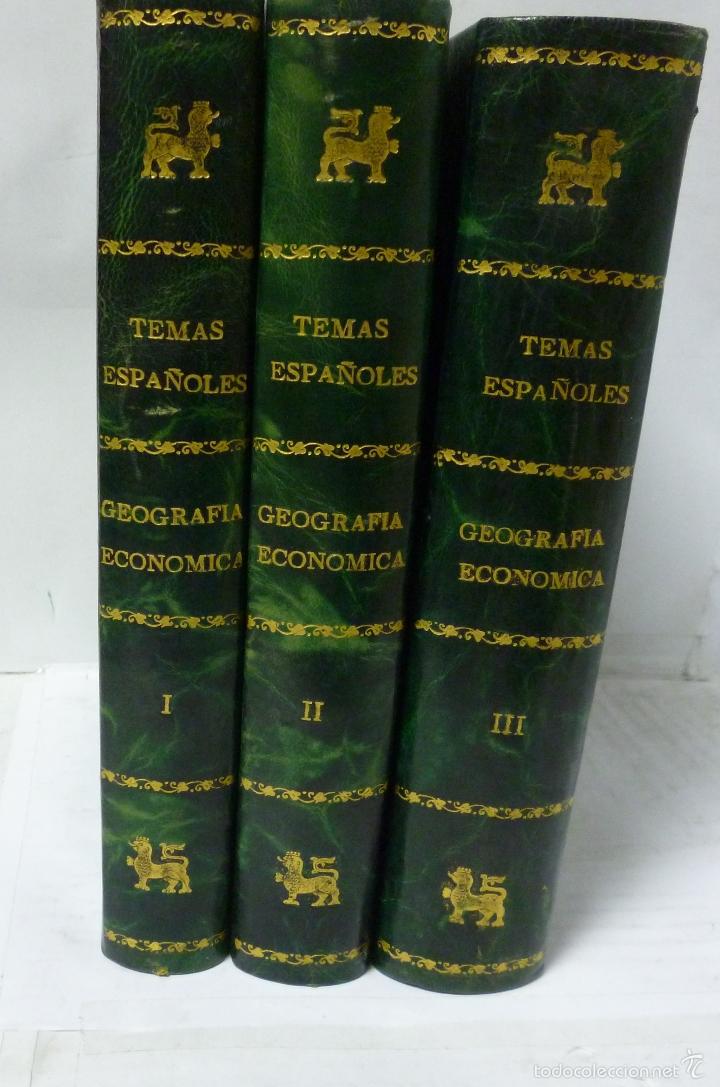 TEMAS
ESPAÑOLES
GEOGRAFIA
ECONOMICA
I
TEMAS
ESPAÑOLES
GEOGRAFIA
ECONOMICA
II
TEMAS
ESPAÑOLES
GEOGRAFIA
ECONOMICA
III
todocoleccion.net